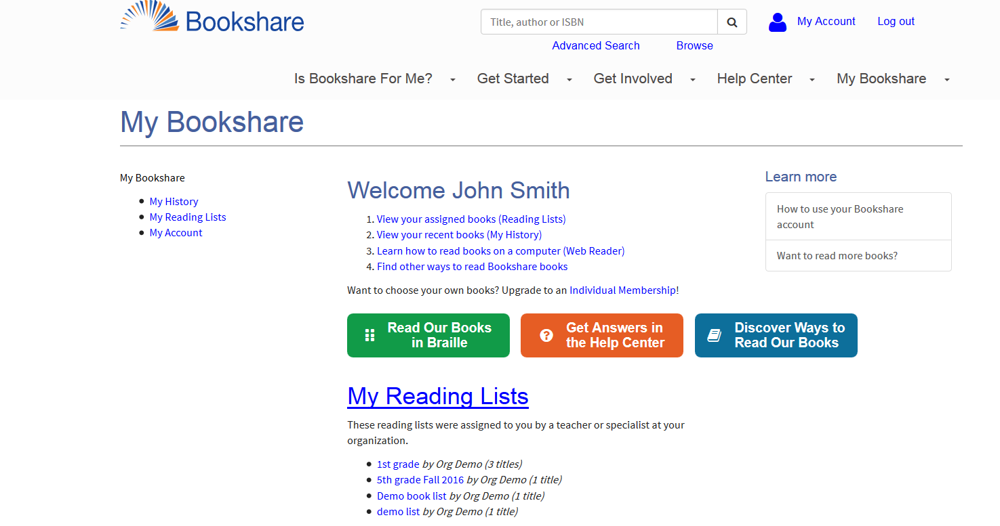 Bookshare
Title, author or ISBN
My Account
Log out
Advanced Search
Browse
Is Bookshare For Me?
Get Started
Get Involved
Help Center
My Bookshare
My Bookshare
My Bookshare
My History
My Reading Lists
My Account
Welcome John Smith
1. View your assigned books (Reading Lists)
2. View your recent books (My History)
3. Learn how to read books on a computer (Web Reader)
4. Find other ways to read Bookshare books
Want to choose your own books? Upgrade to an Individual Membership!
Read Our Books
in Braille
Get Answers in
the Help Center
Discover Ways to
Read Our Books
My Reading Lists
These reading lists were assigned to you by a teacher or specialist at your
organization.
1st grade by Org Demo (3 titles)
5th grade Fall 2016 by Org Demo (1 title)
Demo book list by Org Demo (1 title)
demo list by Org Demo (1 title)
Learn more
How to use your Bookshare
account
Want to read more books?